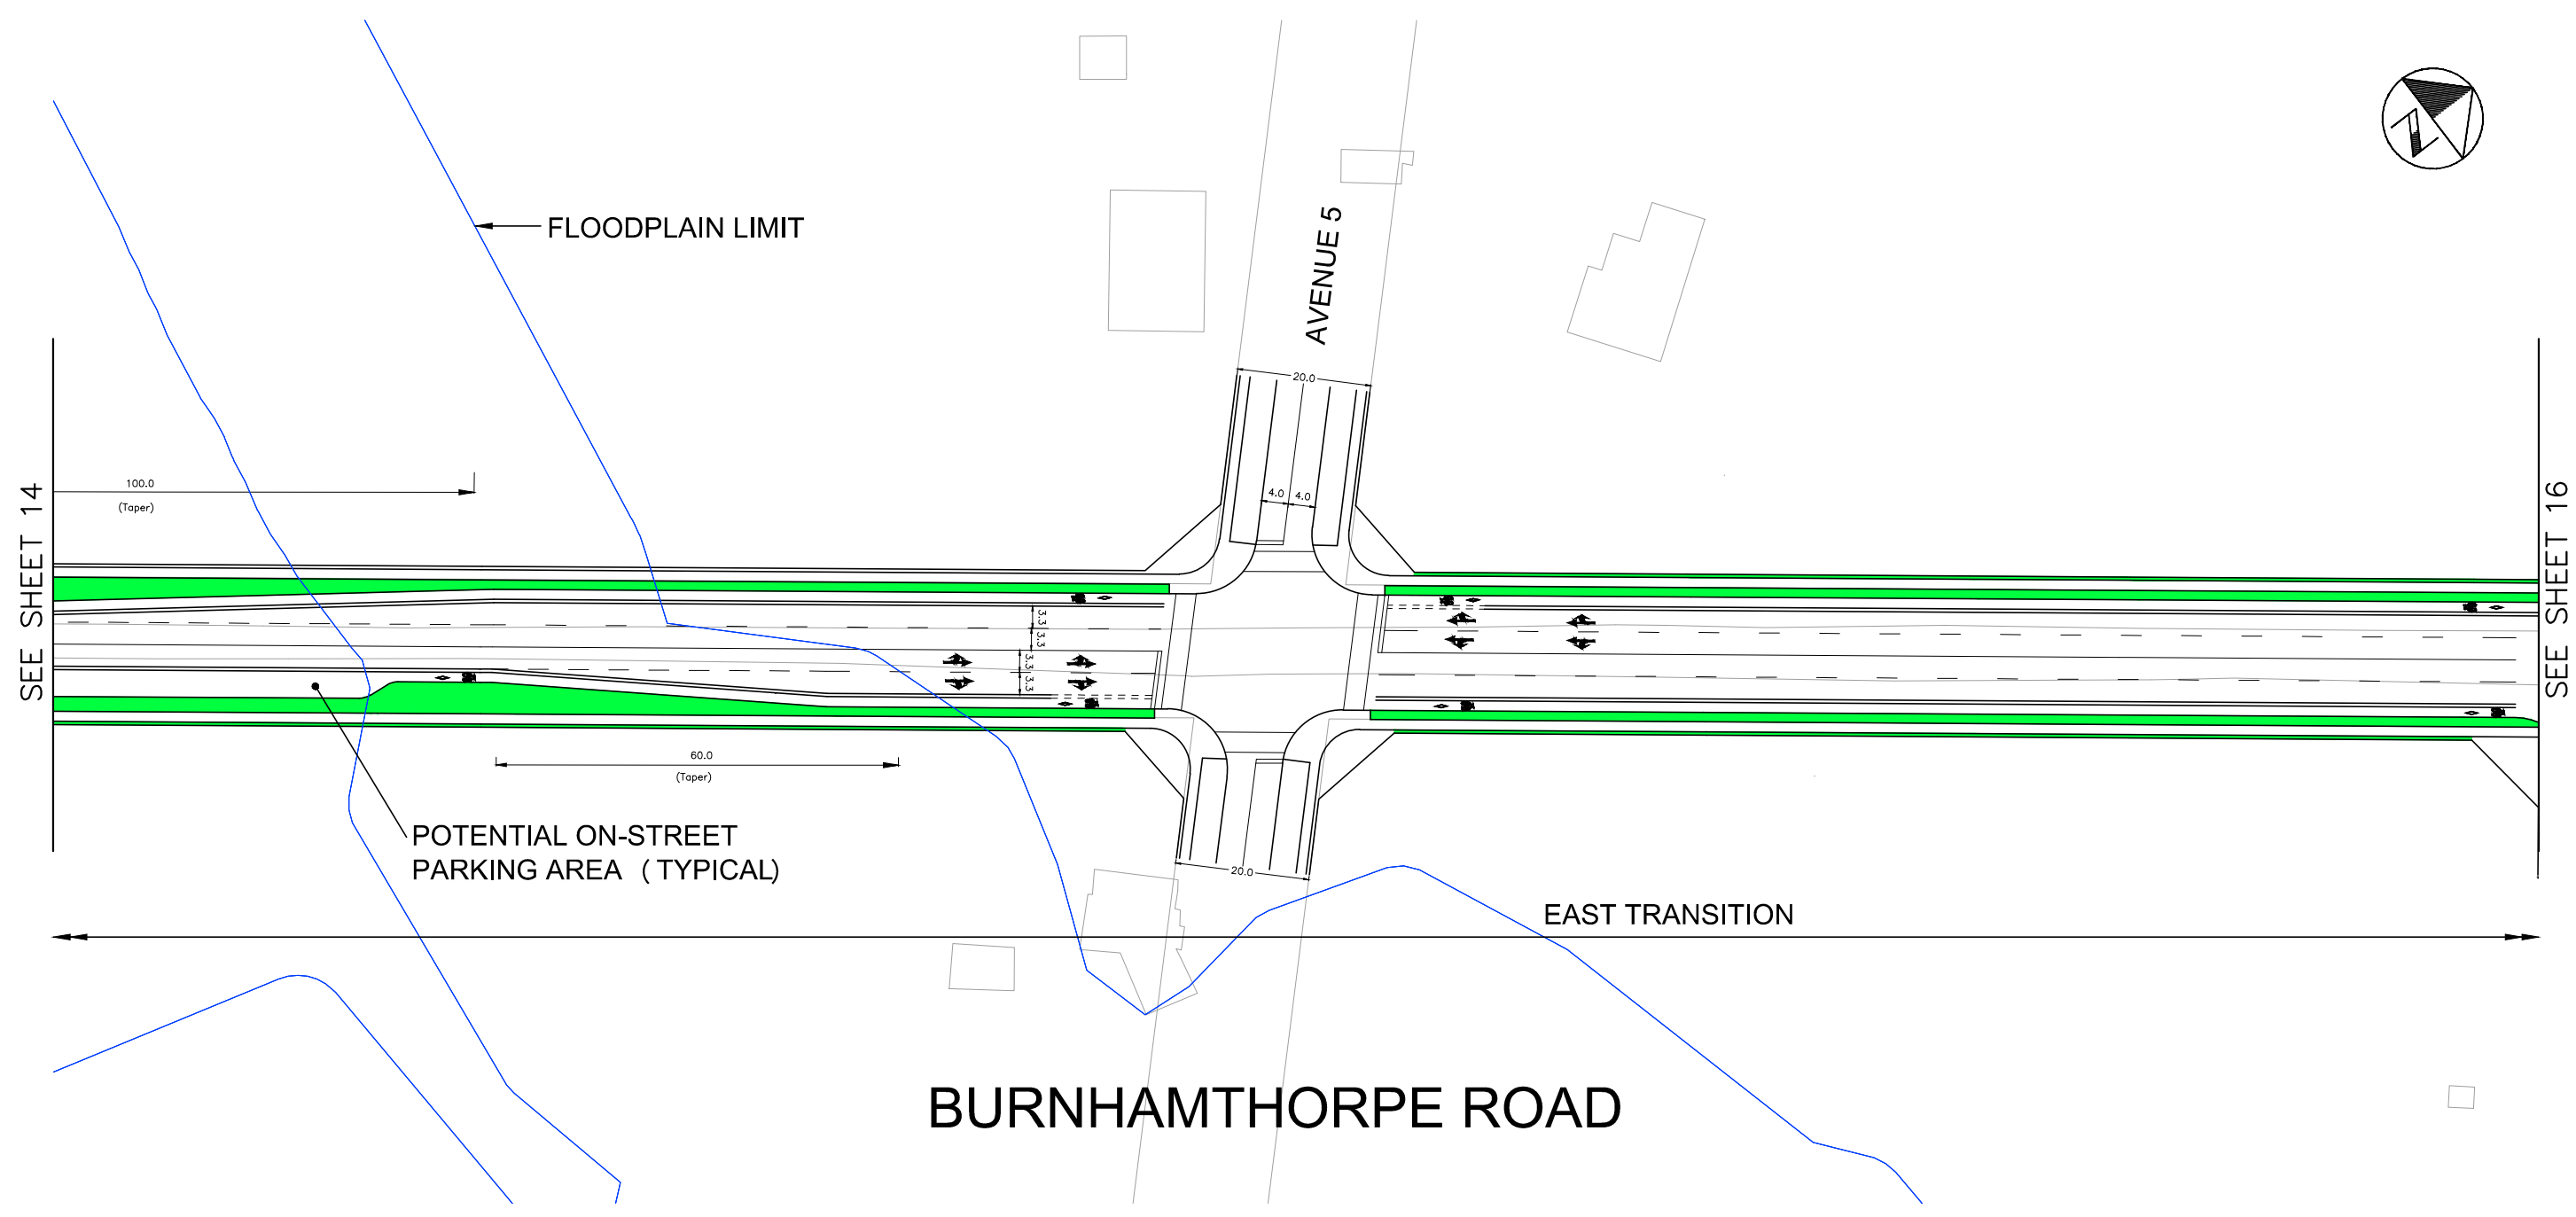 FLOODPLAIN LIMIT
AVENUE 5
20.0
4.0 4.0
100.0
(Taper)
SEE SHEET 14
SEE SHEET 16
3.3
3.3
3.3
3.3
60.0
(Taper)
POTENTIAL ON-STREET
PARKING AREA ( TYPICAL)
20.0
EAST TRANSITION
BURNHAMTHORPE ROAD